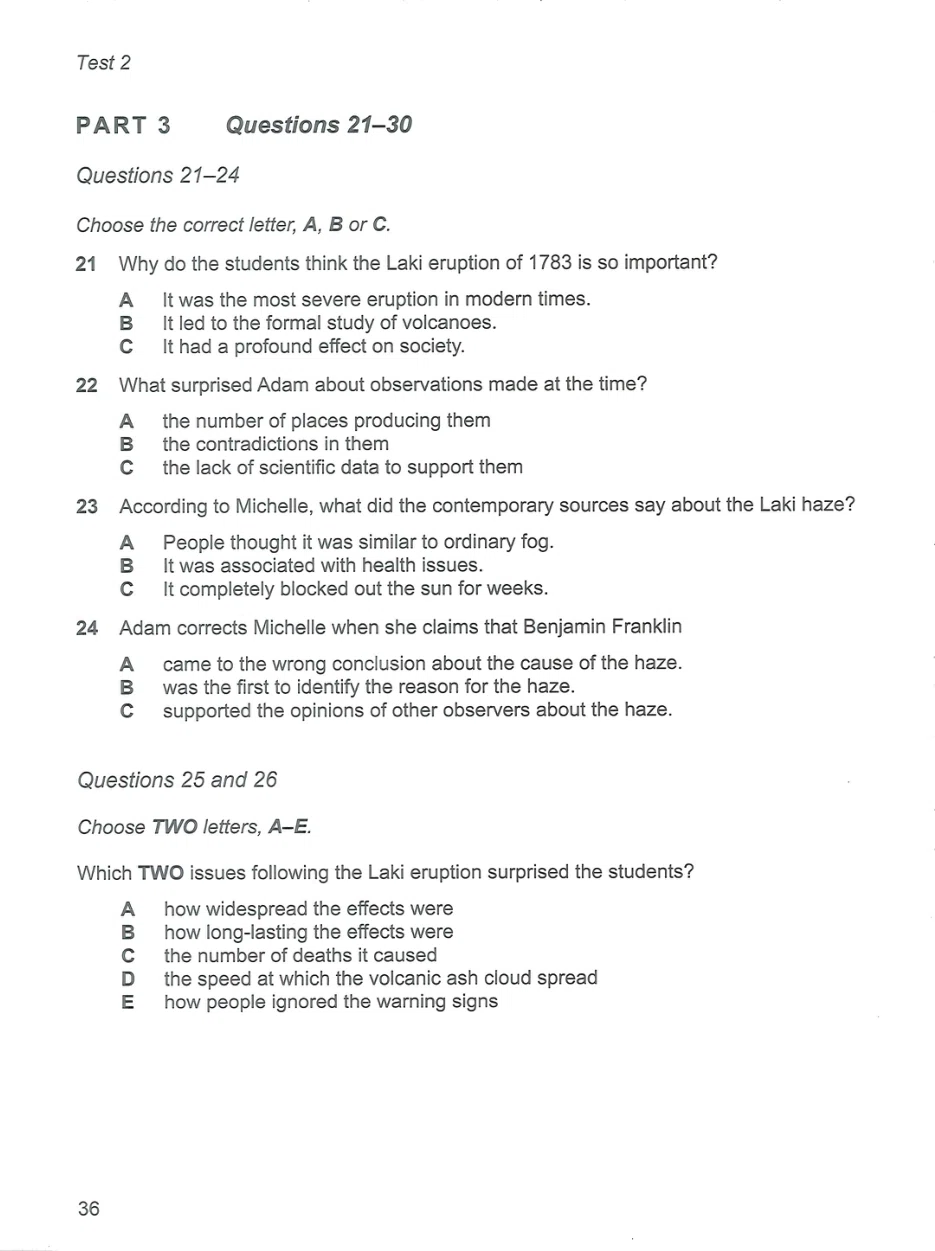 Test 2
PART 3 Questions 21–30
Questions 21–24
Choose the correct letter, A, B or C.
21 Why do the students think the Laki eruption of 1783 is so important?
A It was the most severe eruption in modern times.
B It led to the formal study of volcanoes.
C It had a profound effect on society.
22 What surprised Adam about observations made at the time?
A the number of places producing them
B the contradictions in them
C the lack of scientific data to support them
23 According to Michelle, what did the contemporary sources say about the Laki haze?
A People thought it was similar to ordinary fog.
B It was associated with health issues.
C It completely blocked out the sun for weeks.
24 Adam corrects Michelle when she claims that Benjamin Franklin
A came to the wrong conclusion about the cause of the haze.
B was the first to identify the reason for the haze.
C supported the opinions of other observers about the haze.
Questions 25 and 26
Choose TWO letters, A–E.
Which TWO issues following the Laki eruption surprised the students?
A how widespread the effects were
B how long-lasting the effects were
C the number of deaths it caused
D the speed at which the volcanic ash cloud spread
E how people ignored the warning signs
36